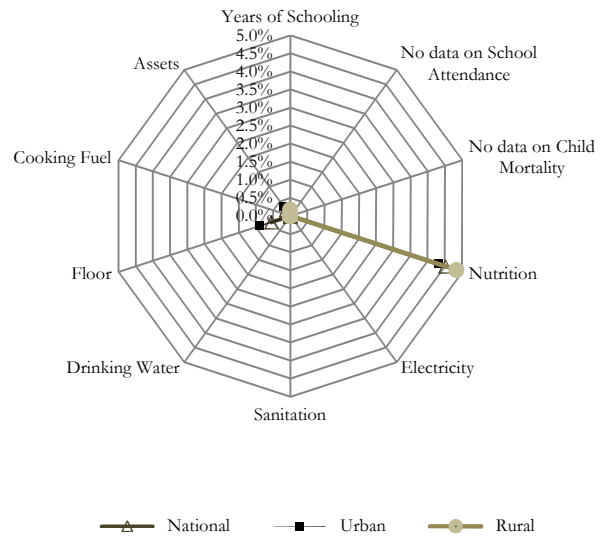 Years of Schooling
5.0%
4.5%
4.0%
3.5%
3.0%
2.5%
2.0%
1.5%
1.0%
0.5%
0.0%
No data on School
Attendance
No data on Child
Mortality
Nutrition
Electricity
Sanitation
Drinking Water
Floor
Cooking Fuel
Assets
National
Urban
Rural